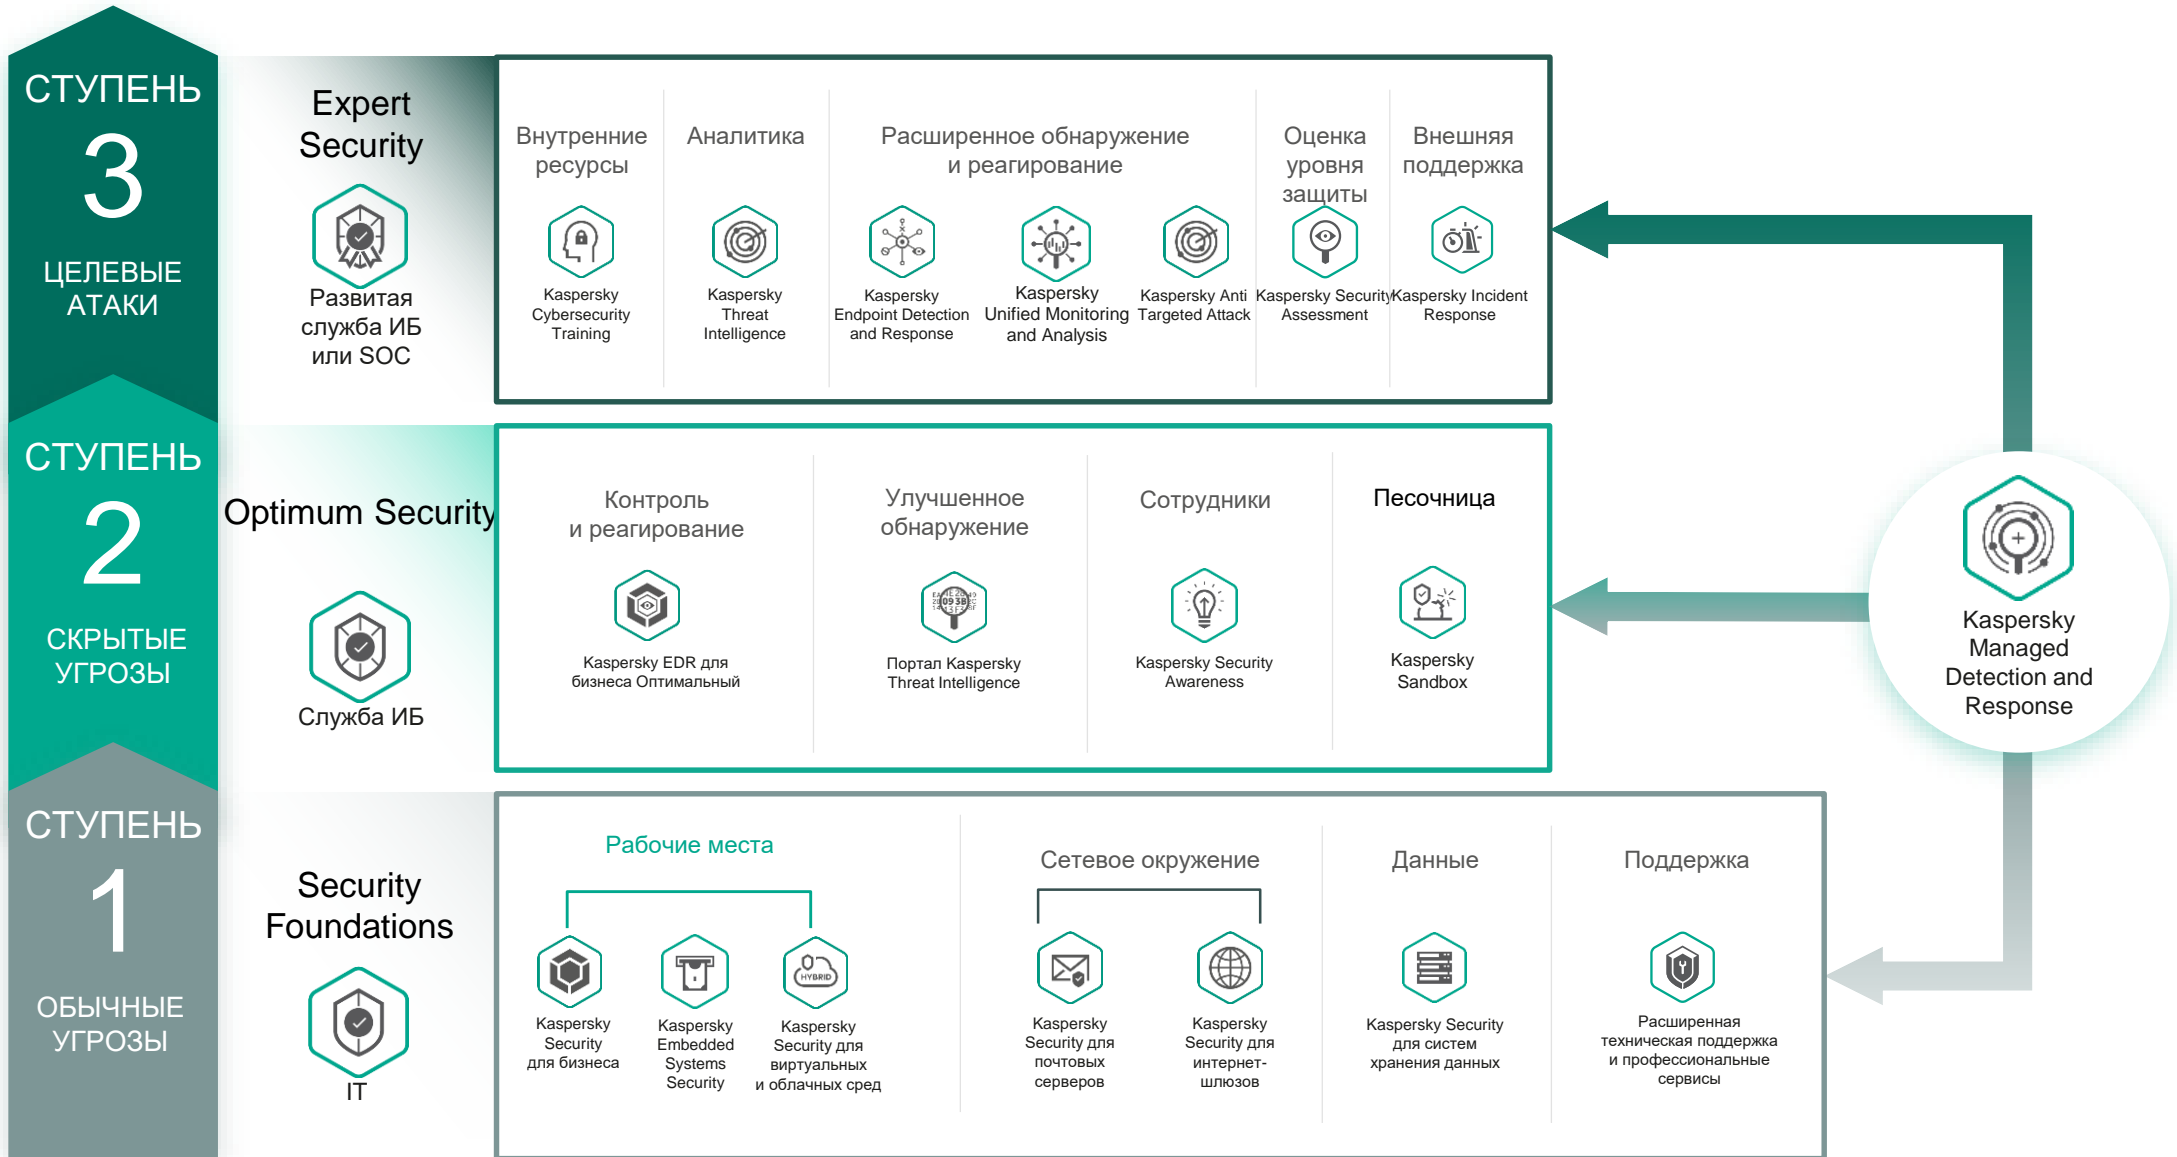 СТУПЕНЬ
3
ЦЕЛЕВЫЕ
АТАКИ
Expert
Security
Развитая
служба ИБ
или SOC
Внутренние
ресурсы
Kaspersky
Cybersecurity
Training
Аналитика
Kaspersky
Threat
Intelligence
Расширенное обнаружение
и реагирование
Kaspersky
Endpoint Detection
and Response
Kaspersky
Unified Monitoring
and Analysis
Kaspersky Anti
Targeted Attack
Оценка
уровня
защиты
Kaspersky Security
Assessment
Внешняя
поддержка
Kaspersky Incident
Response
СТУПЕНЬ
2
СКРЫТЫЕ
УГРОЗЫ
Optimum Security
Служба ИБ
Контроль
и реагирование
Kaspersky EDR для
бизнеса Оптимальный
Улучшенное
обнаружение
093B
Портал Kaspersky
Threat Intelligence
Сотрудники
Kaspersky Security
Awareness
Песочница
Kaspersky
Sandbox
Kaspersky
Managed
Detection and
Response
СТУПЕНЬ
1
ОБЫЧНЫЕ
УГРОЗЫ
Security
Foundations
IT
Рабочие места
Kaspersky
Security
для бизнеса
Kaspersky
Embedded
Systems
Security
HYBRID
Kaspersky
Security для
виртуальных
и облачных сред
Сетевое окружение
Kaspersky
Security для
почтовых
серверов
Kaspersky
Security для
интернет-
шлюзов
Данные
Kaspersky Security
для систем
хранения данных
Поддержка
Расширенная
техническая поддержка
и профессиональные
сервисы